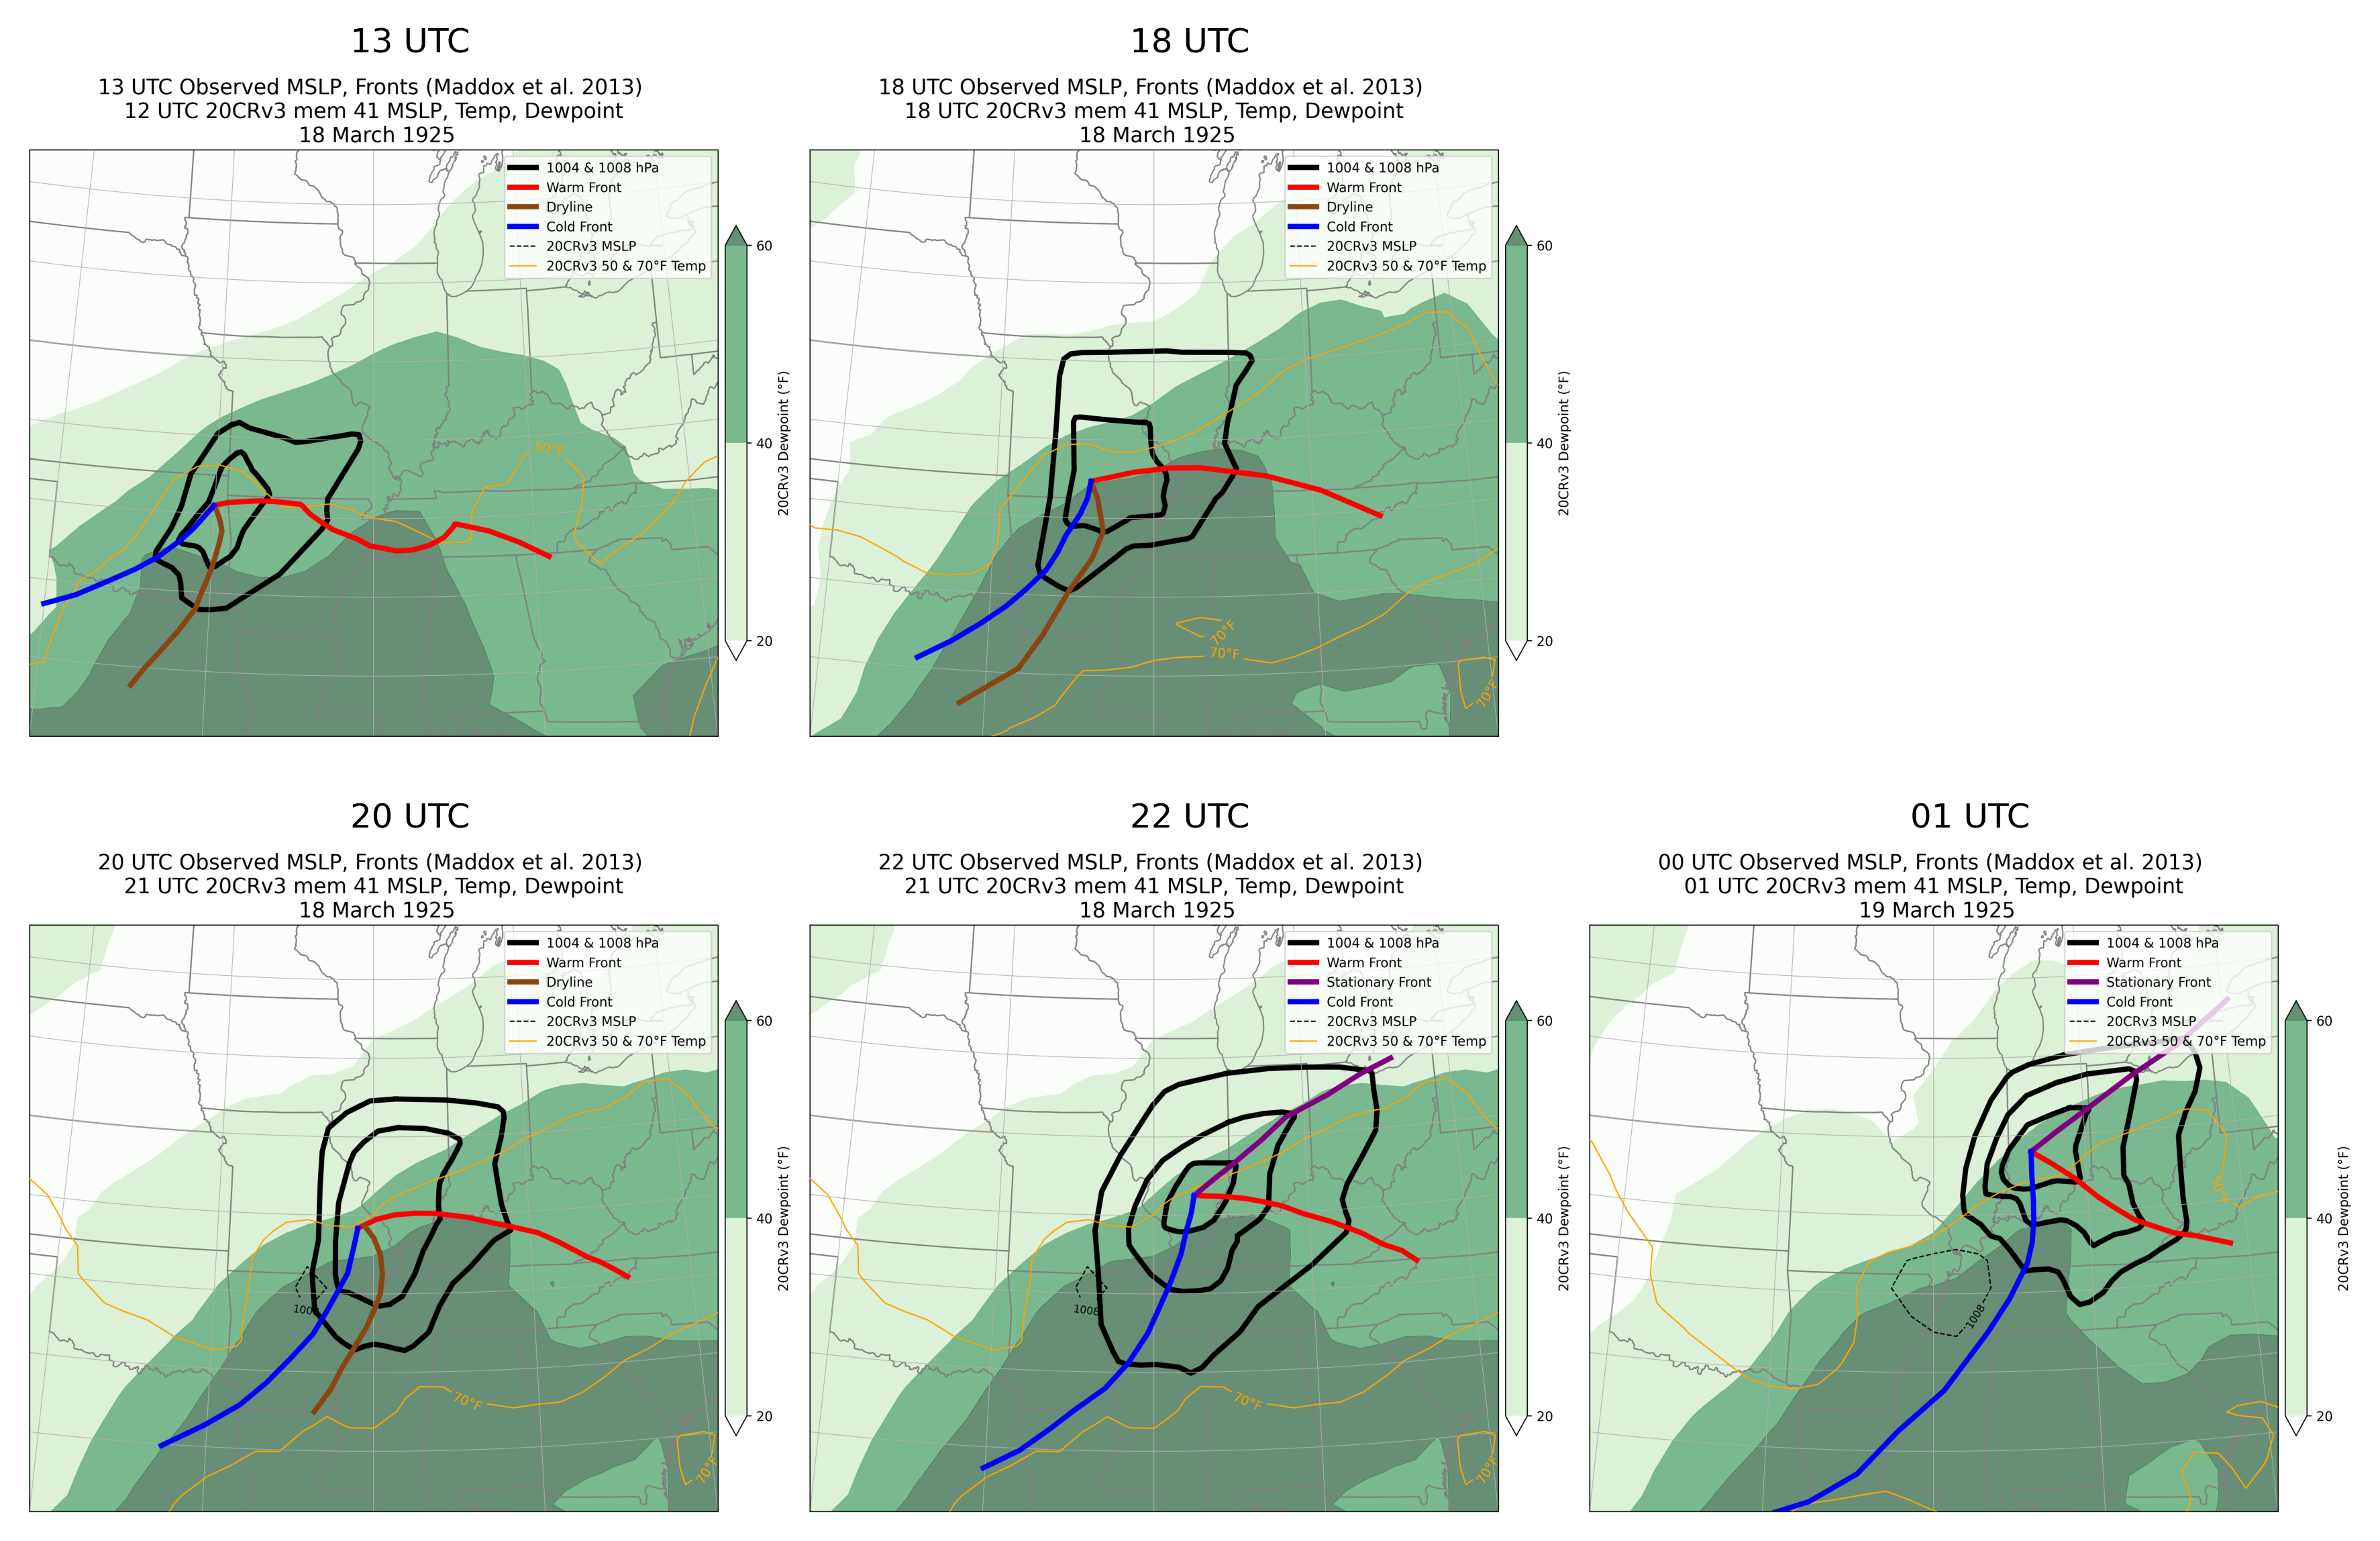 13 UTC
13 UTC Observed MSLP, Fronts (Maddox et al. 2013)
12 UTC 20CRv3 mem 41 MSLP, Temp, Dewpoint
18 March 1925
1004 & 1008 hPa
Warm Front
Dryline
Cold Front
20CRv3 MSLP
20CRv3 50 & 70°F Temp
50°F
60
40
20
20CRv3 Dewpoint (°F)
18 UTC
18 UTC Observed MSLP, Fronts (Maddox et al. 2013)
18 UTC 20CRv3 mem 41 MSLP, Temp, Dewpoint
18 March 1925
1004 & 1008 hPa
Warm Front
Dryline
Cold Front
20CRv3 MSLP
20CRv3 50 & 70°F Temp
70°F
70°F
70°F
60
40
20
20CRv3 Dewpoint (°F)
20 UTC
20 UTC Observed MSLP, Fronts (Maddox et al. 2013)
21 UTC 20CRv3 mem 41 MSLP, Temp, Dewpoint
18 March 1925
1004 & 1008 hPa
Warm Front
Dryline
Cold Front
20CRv3 MSLP
20CRv3 50 & 70°F Temp
70°F
70°F
60
40
20
20CRv3 Dewpoint (°F)
22 UTC
22 UTC Observed MSLP, Fronts (Maddox et al. 2013)
21 UTC 20CRv3 mem 41 MSLP, Temp, Dewpoint
18 March 1925
1004 & 1008 hPa
Warm Front
Stationary Front
Cold Front
20CRv3 MSLP
20CRv3 50 & 70°F Temp
1008
70°F
70°F
60
40
20
20CRv3 Dewpoint (°F)
01 UTC
00 UTC Observed MSLP, Fronts (Maddox et al. 2013)
01 UTC 20CRv3 mem 41 MSLP, Temp, Dewpoint
19 March 1925
1004 & 1008 hPa
Warm Front
Stationary Front
Cold Front
20CRv3 MSLP
20CRv3 50 & 70°F Temp
50°F
1008
60
40
20
20CRv3 Dewpoint (°F)